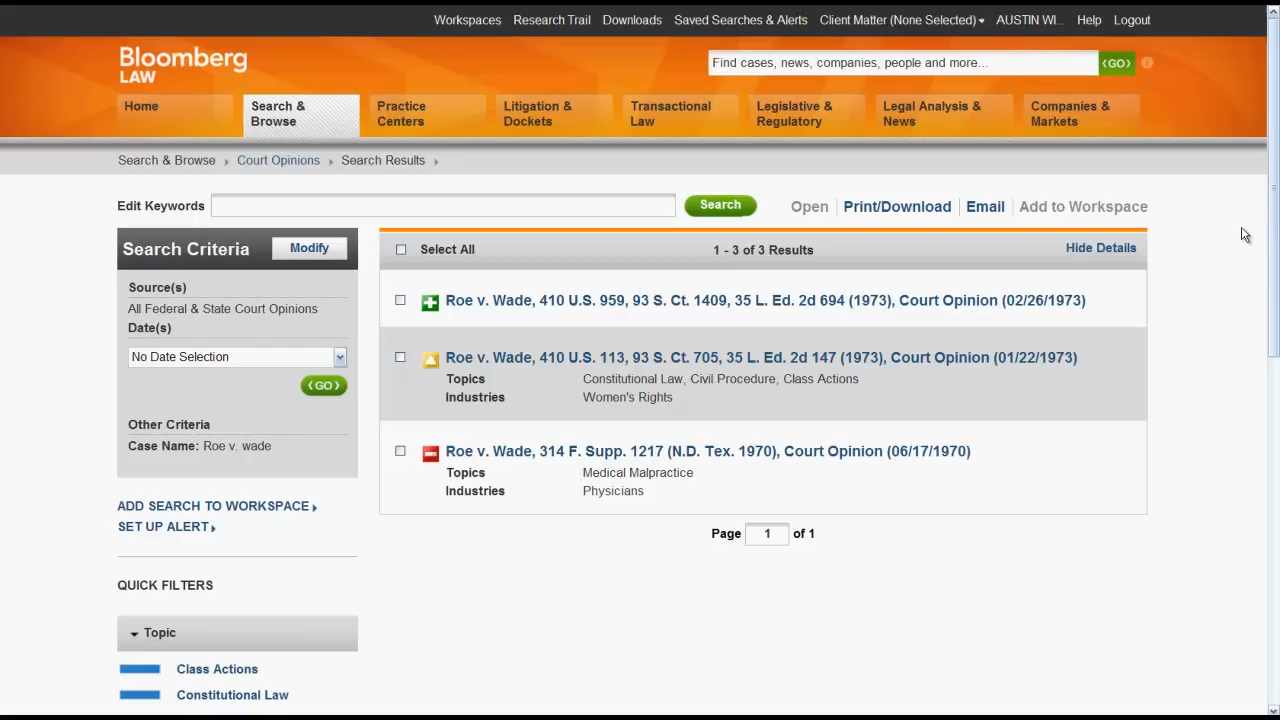 Workspaces Research Trail Downloads Saved Searches & Alerts Client Matter (None Selected) AUSTIN WI... Help Logout
Bloomberg
LAW
Find cases, news, companies, people and more... GO
Home
Search &
Browse
Practice
Centers
Litigation &
Dockets
Transactional
Law
Legislative &
Regulatory
Legal Analysis &
News
Companies &
Markets
Search & Browse Court Opinions Search Results
Edit Keywords Search Open Print/Download Email Add to Workspace
Search Criteria Modify
Source(s)
All Federal & State Court Opinions
Date(s)
No Date Selection
GO
Other Criteria
Case Name: Roe v. wade
ADD SEARCH TO WORKSPACE
SET UP ALERT
QUICK FILTERS
Topic
Class Actions
Constitutional Law
Select All 1 - 3 of 3 Results Hide Details
Roe v. Wade, 410 U.S. 959, 93 S. Ct. 1409, 35 L. Ed. 2d 694 (1973), Court Opinion (02/26/1973)
Roe v. Wade, 410 U.S. 113, 93 S. Ct. 705, 35 L. Ed. 2d 147 (1973), Court Opinion (01/22/1973)
Topics Constitutional Law, Civil Procedure, Class Actions
Industries Women's Rights
Roe v. Wade, 314 F. Supp. 1217 (N.D. Tex. 1970), Court Opinion (06/17/1970)
Topics Medical Malpractice
Industries Physicians
Page 1 of 1